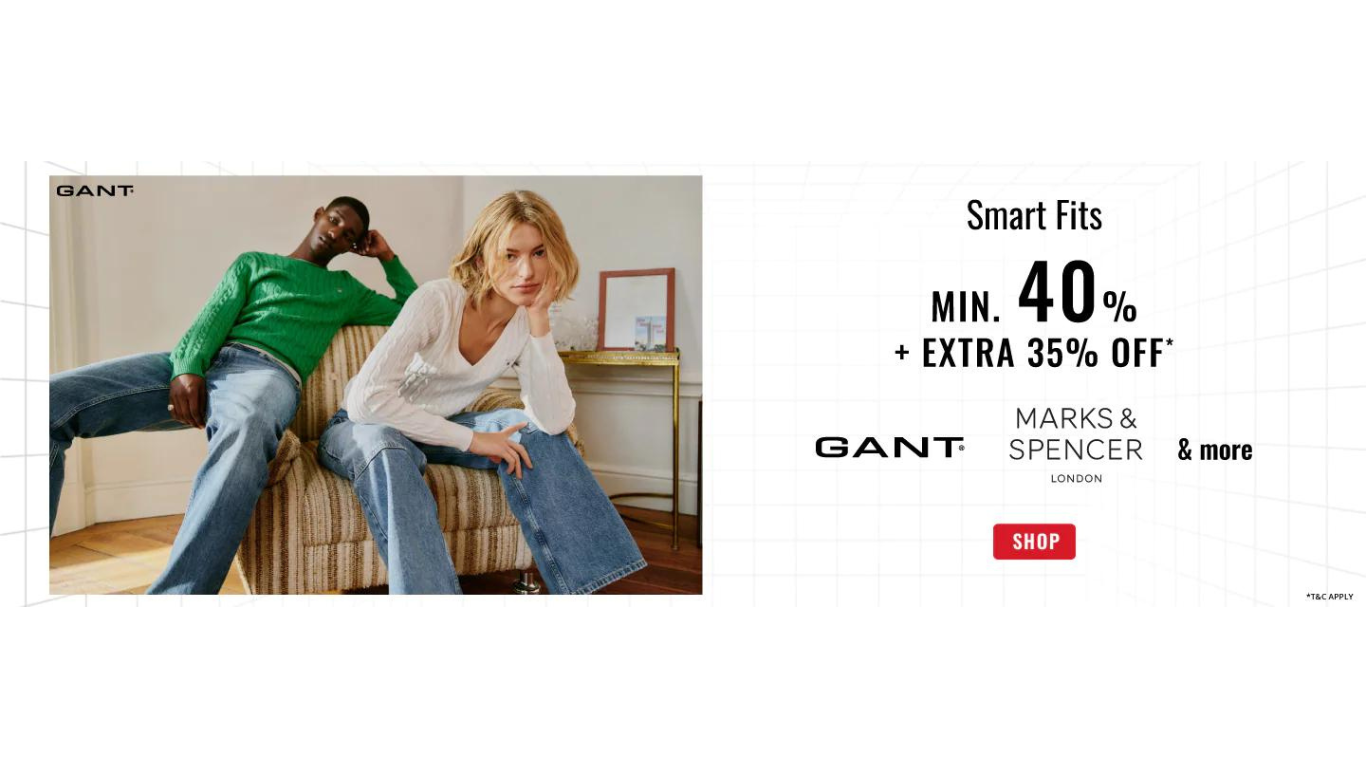 GANT
Smart Fits
MIN. 40%
+ EXTRA 35% OFF*
GANT®
MARKS &
SPENCER
LONDON
& more
SHOP
*T&C APPLY